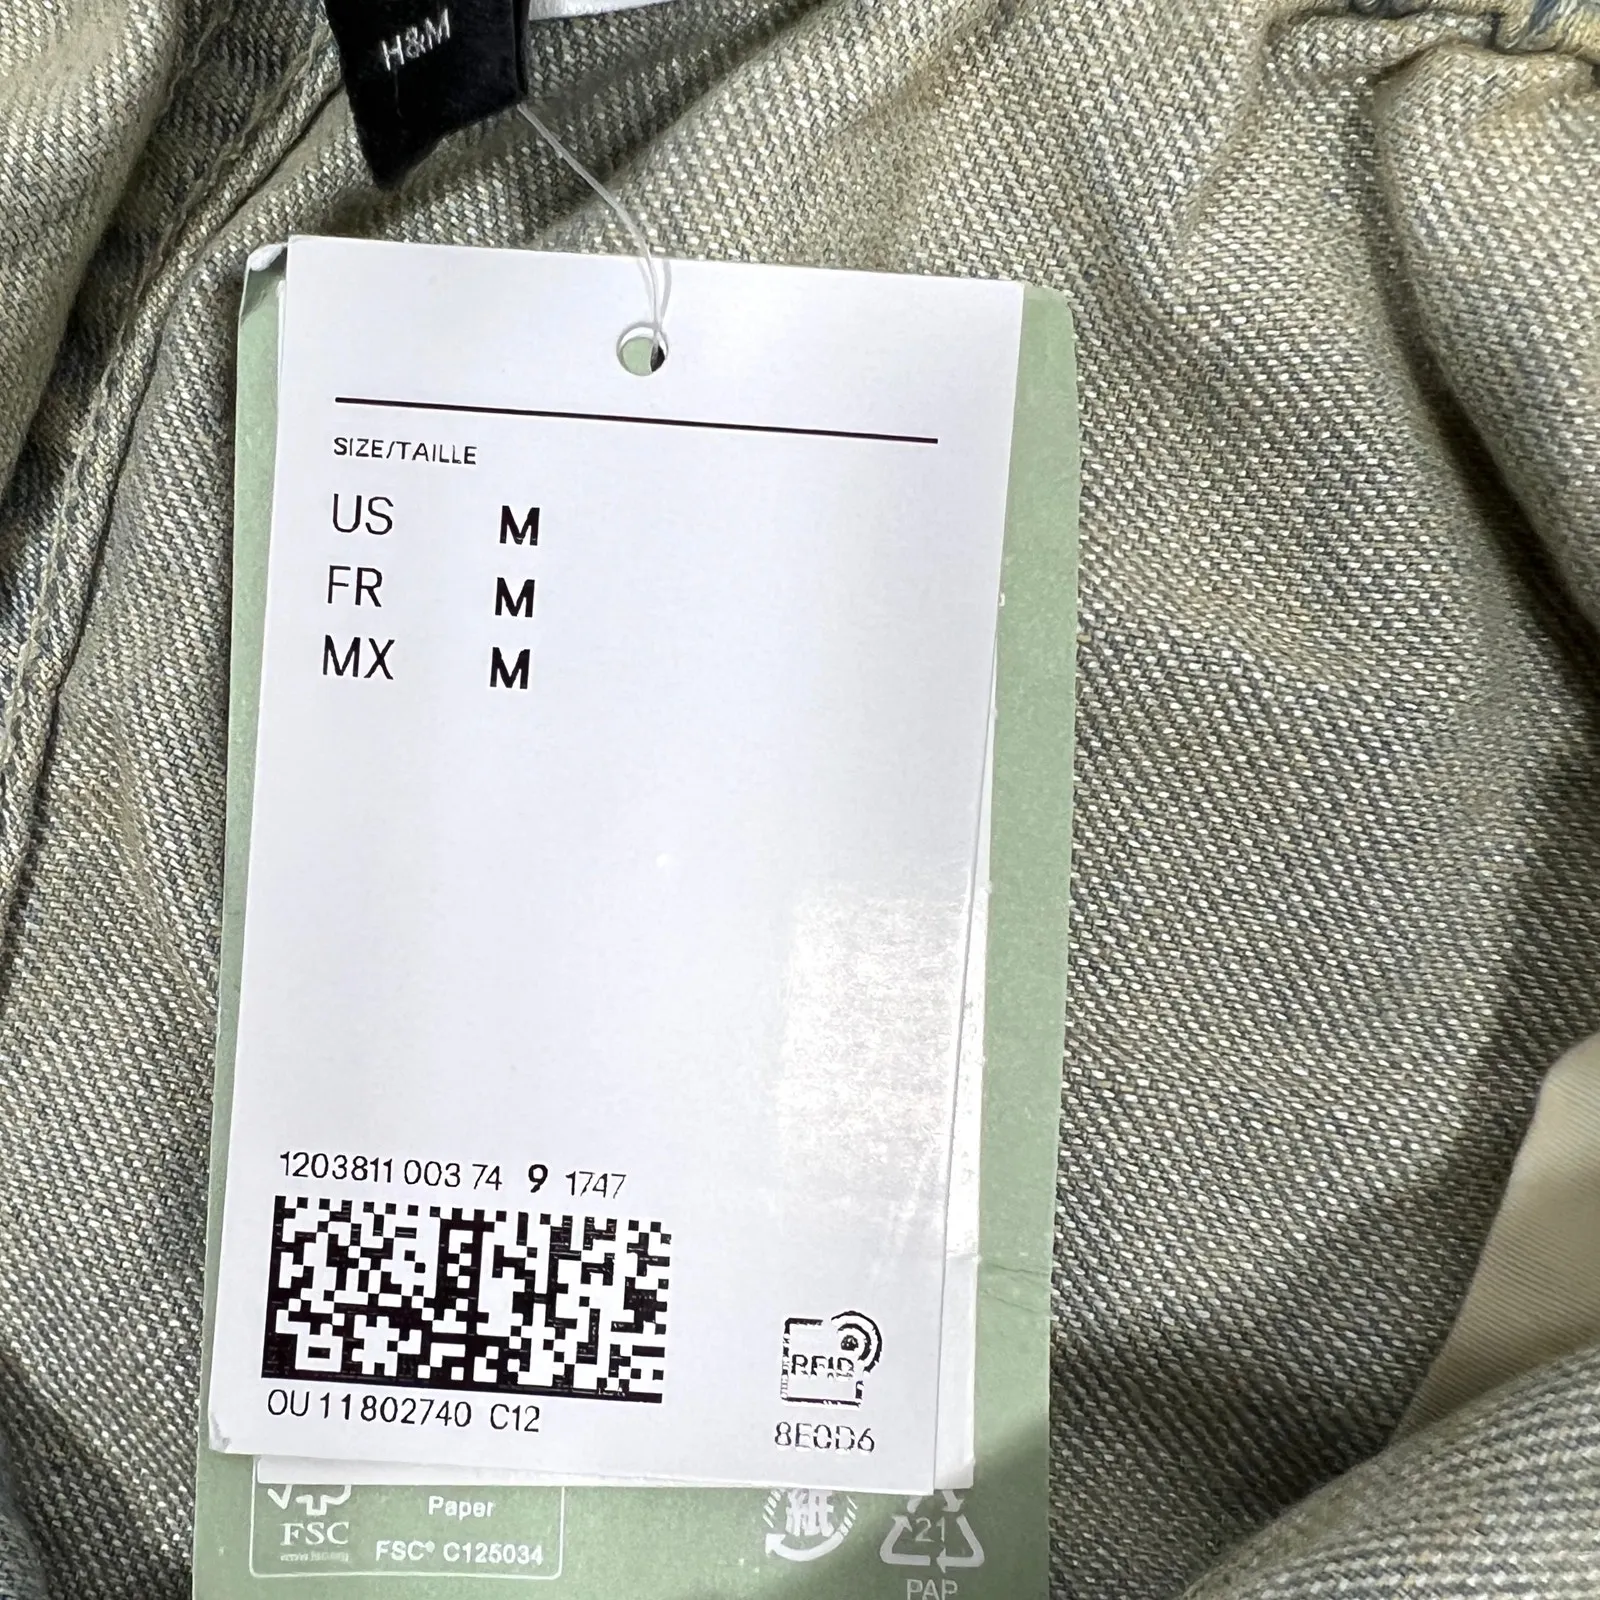 H&M
SIZE/TAILLE
US M
FR M
MX M
1203811 003 74 9 1747
OU 11802740 C12
RFID
8E0D6
FSC
Paper
FSC® C125034
紙
21
PAP